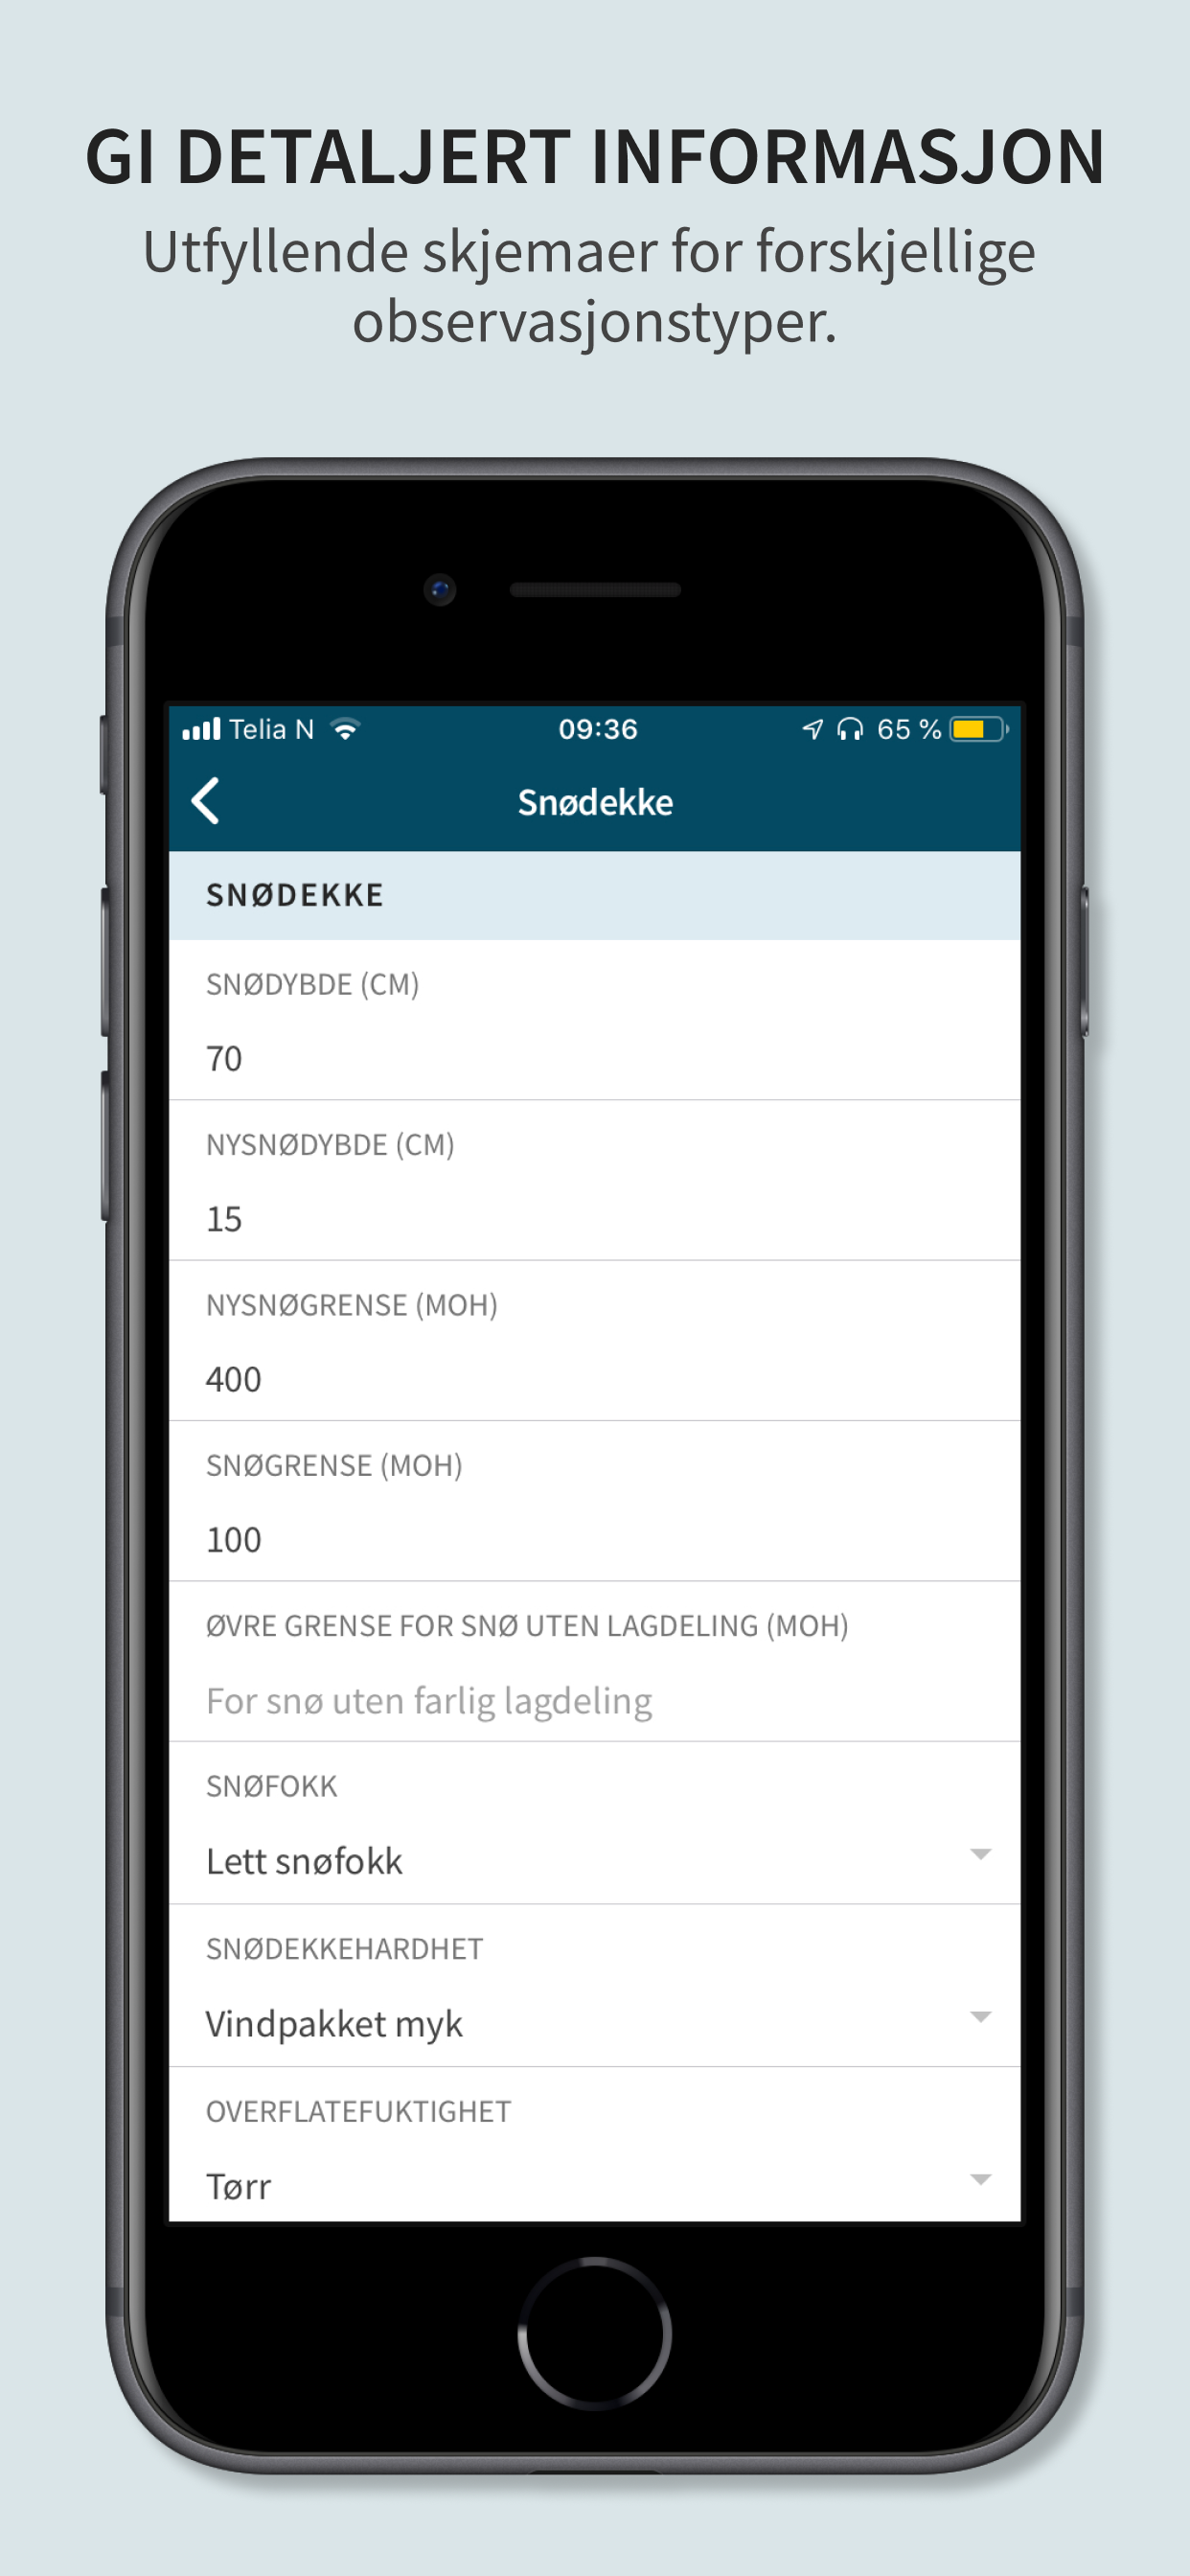 GI DETALJERT INFORMASJON
Utfyllende skjemaer for forskjellige
observasjonstyper.
Telia N 09:36 65 %
Snødekke
SNØDEKKE
SNØDYBDE (CM)
70
NYSNØDYBDE (CM)
15
NYSNØGRENSE (MOH)
400
SNØGRENSE (MOH)
100
ØVRE GRENSE FOR SNØ UTEN LAGDELING (MOH)
For snø uten farlig lagdeling
SNØFOKK
Lett snøfokk
SNØDEKKEHARDHET
Vindpakket myk
OVERFLATEFUKTIGHET
Tørr